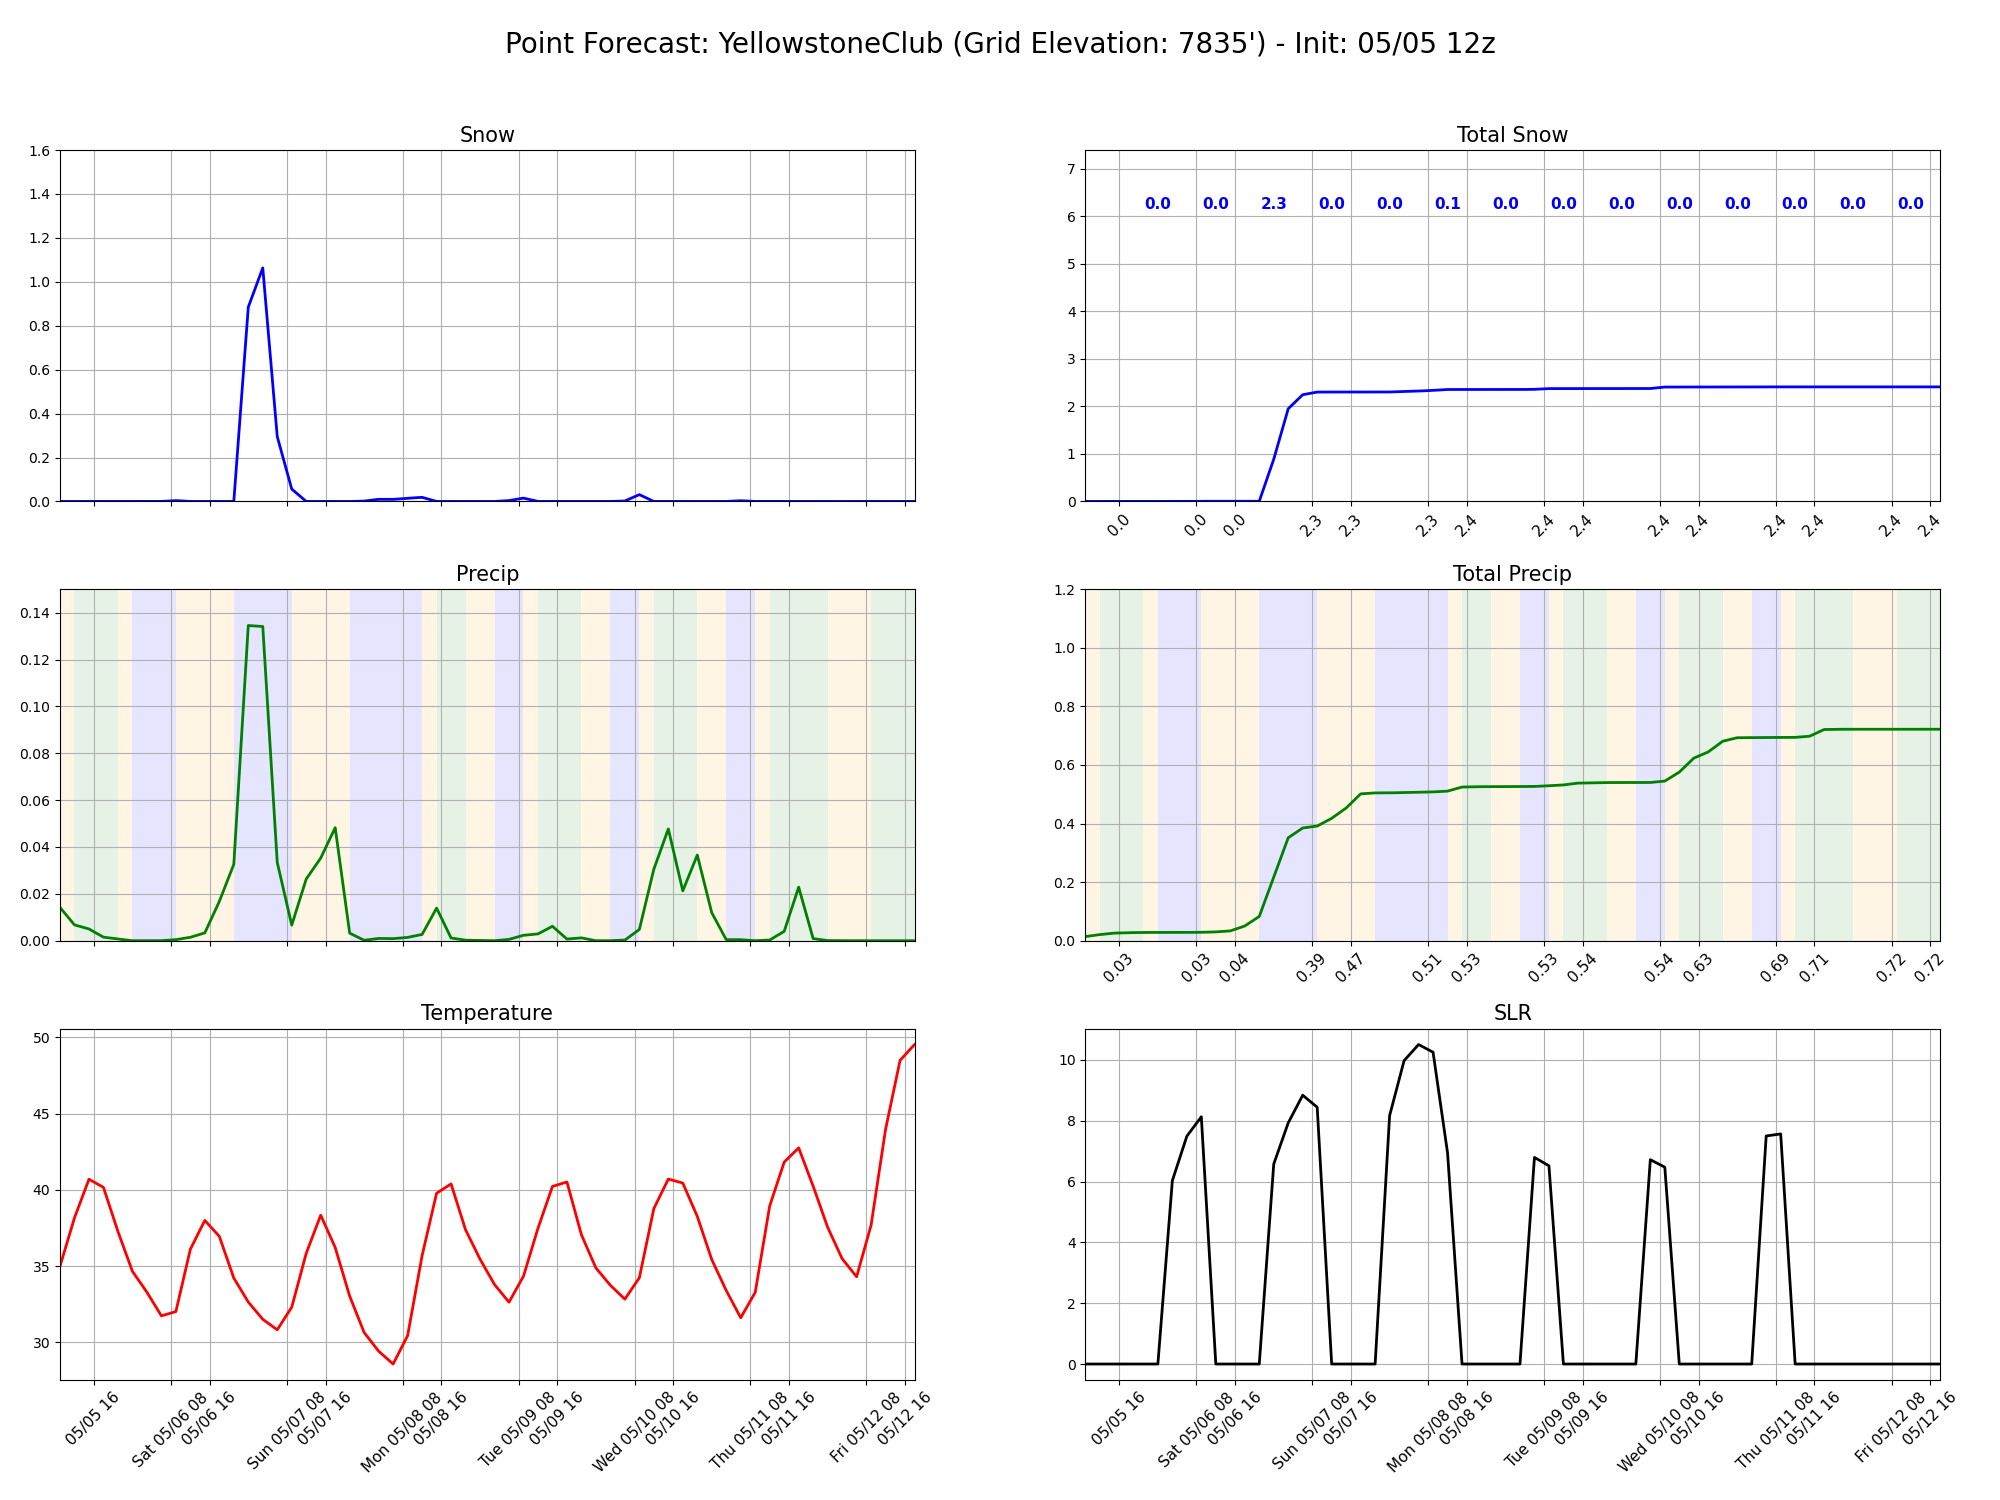 Point Forecast: YellowstoneClub (Grid Elevation: 7835') - Init: 05/05 12z
Snow
1.6
1.4
1.2
1.0
0.8
0.6
0.4
0.2
0.0
Total Snow
7
6
5
4
3
2
1
0
0.0 0.0 2.3 0.0 0.0 0.1 0.0 0.0 0.0 0.0 0.0 0.0 0.0 0.0
0.0 0.0 0.0 2.3 2.3 2.3 2.4 2.4 2.4 2.4 2.4 2.4 2.4 2.4 2.4
Precip
0.14
0.12
0.10
0.08
0.06
0.04
0.02
0.00
Total Precip
1.2
1.0
0.8
0.6
0.4
0.2
0.0
0.03 0.03 0.04 0.39 0.47 0.51 0.53 0.53 0.54 0.54 0.63 0.69 0.71 0.72 0.72
Temperature
50
45
40
35
30
05/05 16
Sat 05/06 08
05/06 16
Sun 05/07 08
05/07 16
Mon 05/08 08
05/08 16
Tue 05/09 08
05/09 16
Wed 05/10 08
05/10 16
Thu 05/11 08
05/11 16
Fri 05/12 08
05/12 16
SLR
10
8
6
4
2
0
05/05 16
Sat 05/06 08
05/06 16
Sun 05/07 08
05/07 16
Mon 05/08 08
05/08 16
Tue 05/09 08
05/09 16
Wed 05/10 08
05/10 16
Thu 05/11 08
05/11 16
Fri 05/12 08
05/12 16